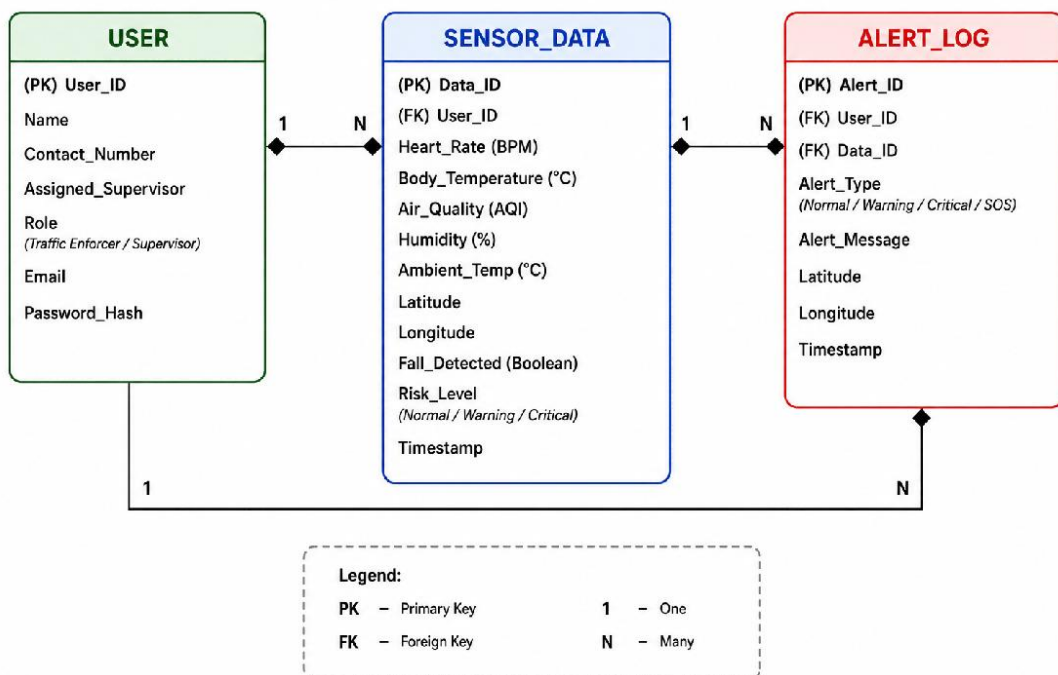 USER
(PK) User_ID
Name
Contact_Number
Assigned_Supervisor
Role
(Traffic Enforcer / Supervisor)
Email
Password_Hash
1
N
SENSOR_DATA
(PK) Data_ID
(FK) User_ID
Heart_Rate (BPM)
Body_Temperature (°C)
Air_Quality (AQI)
Humidity (%)
Ambient_Temp (°C)
Latitude
Longitude
Fall_Detected (Boolean)
Risk_Level
(Normal / Warning / Critical)
Timestamp
1
N
ALERT_LOG
(PK) Alert_ID
(FK) User_ID
(FK) Data_ID
Alert_Type
(Normal / Warning / Critical / SOS)
Alert_Message
Latitude
Longitude
Timestamp
1
N
Legend:
PK – Primary Key
1 – One
FK – Foreign Key
N – Many